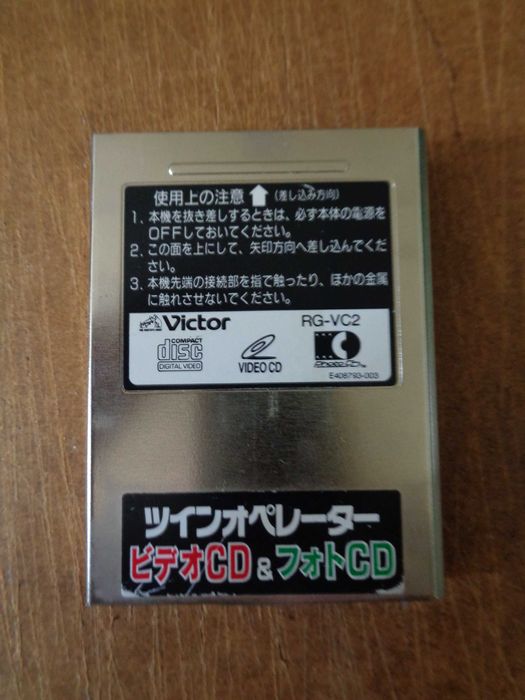 使用上の注意 (差し込み方向)
1. 本機を抜き差しするときは、必ず本体の電源を
OFFしておいてください。
2. この面を上にして、矢印方向へ差し込んでくだ
さい。
3. 本機先端の接続部を指で触ったり、ほかの金属
に触れさせないでください。
Victor RG-VC2
COMPACT
disc
DIGITAL VIDEO
VIDEO CD
Photo CD
E408793-003
ツインオペレーター
ビデオCD & フォトCD